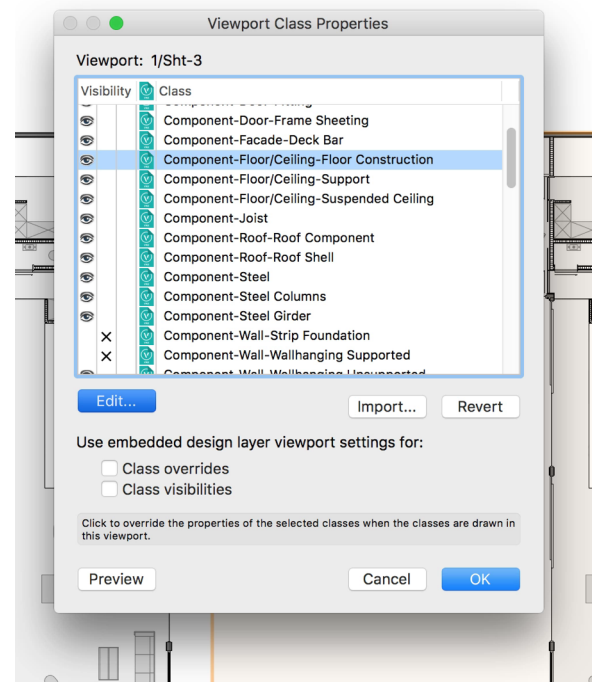 Viewport Class Properties
Viewport: 1/Sht-3
Visibility Class
Component-Door-Frame Sheeting
Component-Facade-Deck Bar
Component-Floor/Ceiling-Floor Construction
Component-Floor/Ceiling-Support
Component-Floor/Ceiling-Suspended Ceiling
Component-Joist
Component-Roof-Roof Component
Component-Roof-Roof Shell
Component-Steel
Component-Steel Columns
Component-Steel Girder
Component-Wall-Strip Foundation
Component-Wall-Wallhanging Supported
Component-Wall-Wallhanging Unsupported
Edit...
Import...
Revert
Use embedded design layer viewport settings for:
Class overrides
Class visibilities
Click to override the properties of the selected classes when the classes are drawn in
this viewport.
Preview
Cancel
OK